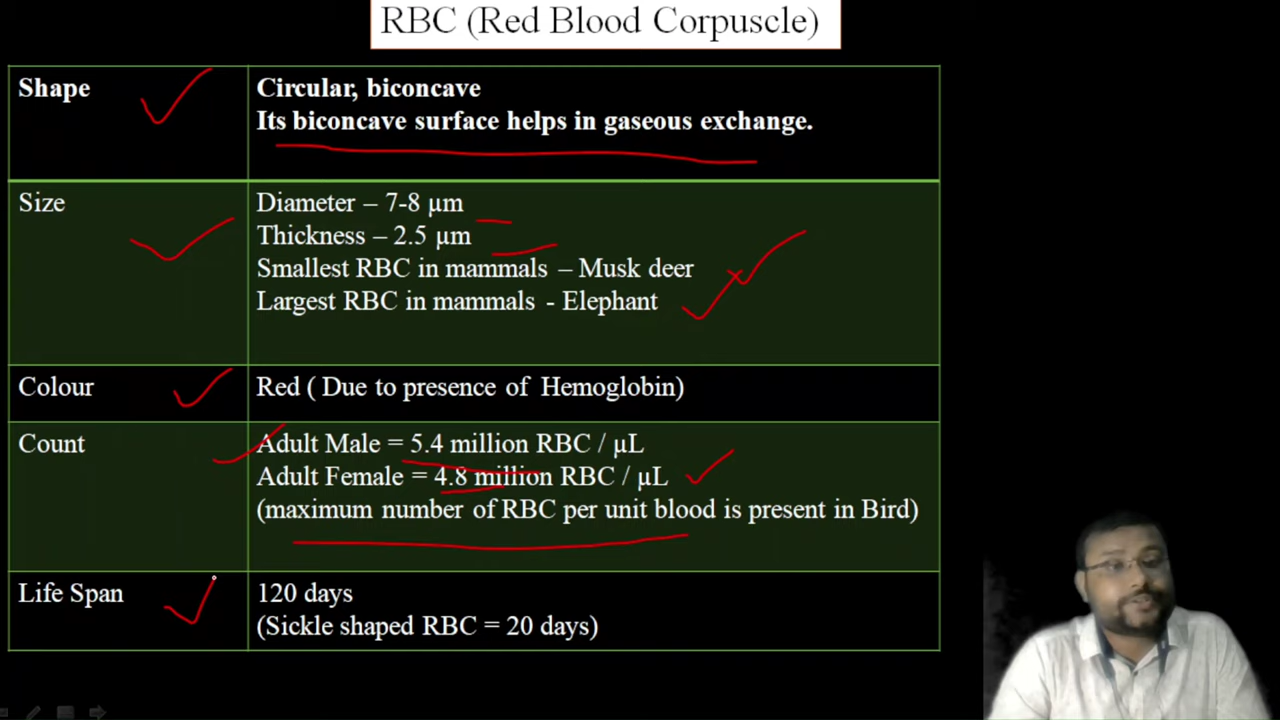 RBC (Red Blood Corpuscle)
Shape
Circular, biconcave
Its biconcave surface helps in gaseous exchange.
Size
Diameter – 7-8 µm
Thickness – 2.5 µm
Smallest RBC in mammals – Musk deer
Largest RBC in mammals - Elephant
Colour
Red ( Due to presence of Hemoglobin)
Count
Adult Male = 5.4 million RBC / µL
Adult Female = 4.8 million RBC / µL
(maximum number of RBC per unit blood is present in Bird)
Life Span
120 days
(Sickle shaped RBC = 20 days)